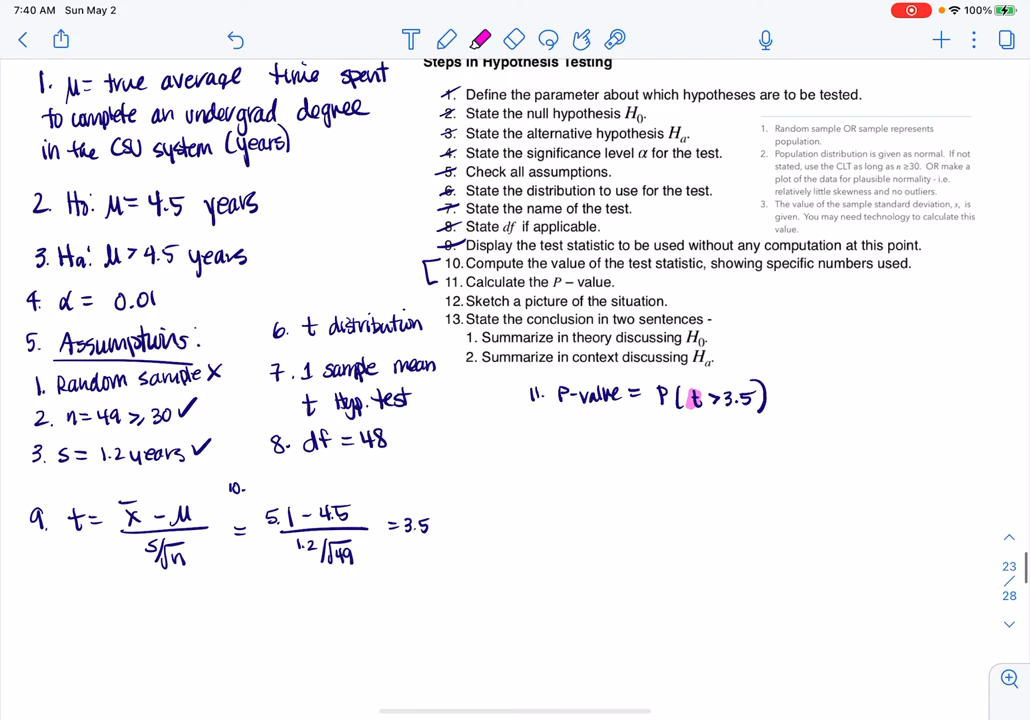 7:40 AM Sun May 2
100%
1. μ = true average time spent
to complete an undergrad degree
in the CSU system (years)
2. Ho: μ = 4.5 years
3. Ha: μ > 4.5 years
4. α = 0.01
5. Assumptions:
1. Random sample X
2. n = 49 ≥ 30 ✓
3. s = 1.2 years ✓
6. t distribution
7. 1 sample mean
t Hyp. test
8. df = 48
9. t = x̄ - μ / s/√n = 10. 5.1 - 4.5 / 1.2/√49 = 3.5
Steps in Hypothesis Testing
1. Define the parameter about which hypotheses are to be tested.
2. State the null hypothesis H₀.
3. State the alternative hypothesis Hₐ.
4. State the significance level α for the test.
5. Check all assumptions.
6. State the distribution to use for the test.
7. State the name of the test.
8. State df if applicable.
9. Display the test statistic to be used without any computation at this point.
10. Compute the value of the test statistic, showing specific numbers used.
11. Calculate the P – value.
12. Sketch a picture of the situation.
13. State the conclusion in two sentences -
1. Summarize in theory discussing H₀.
2. Summarize in context discussing Hₐ.
1. Random sample OR sample represents
population.
2. Population distribution is given as normal. If not
stated, use the CLT as long as n ≥30. OR make a
plot of the data for plausible normality - i.e.
relatively little skewness and no outliers.
3. The value of the sample standard deviation, s, is
given. You may need technology to calculate this
value.
11. P-value = P(t > 3.5)
23
/
28